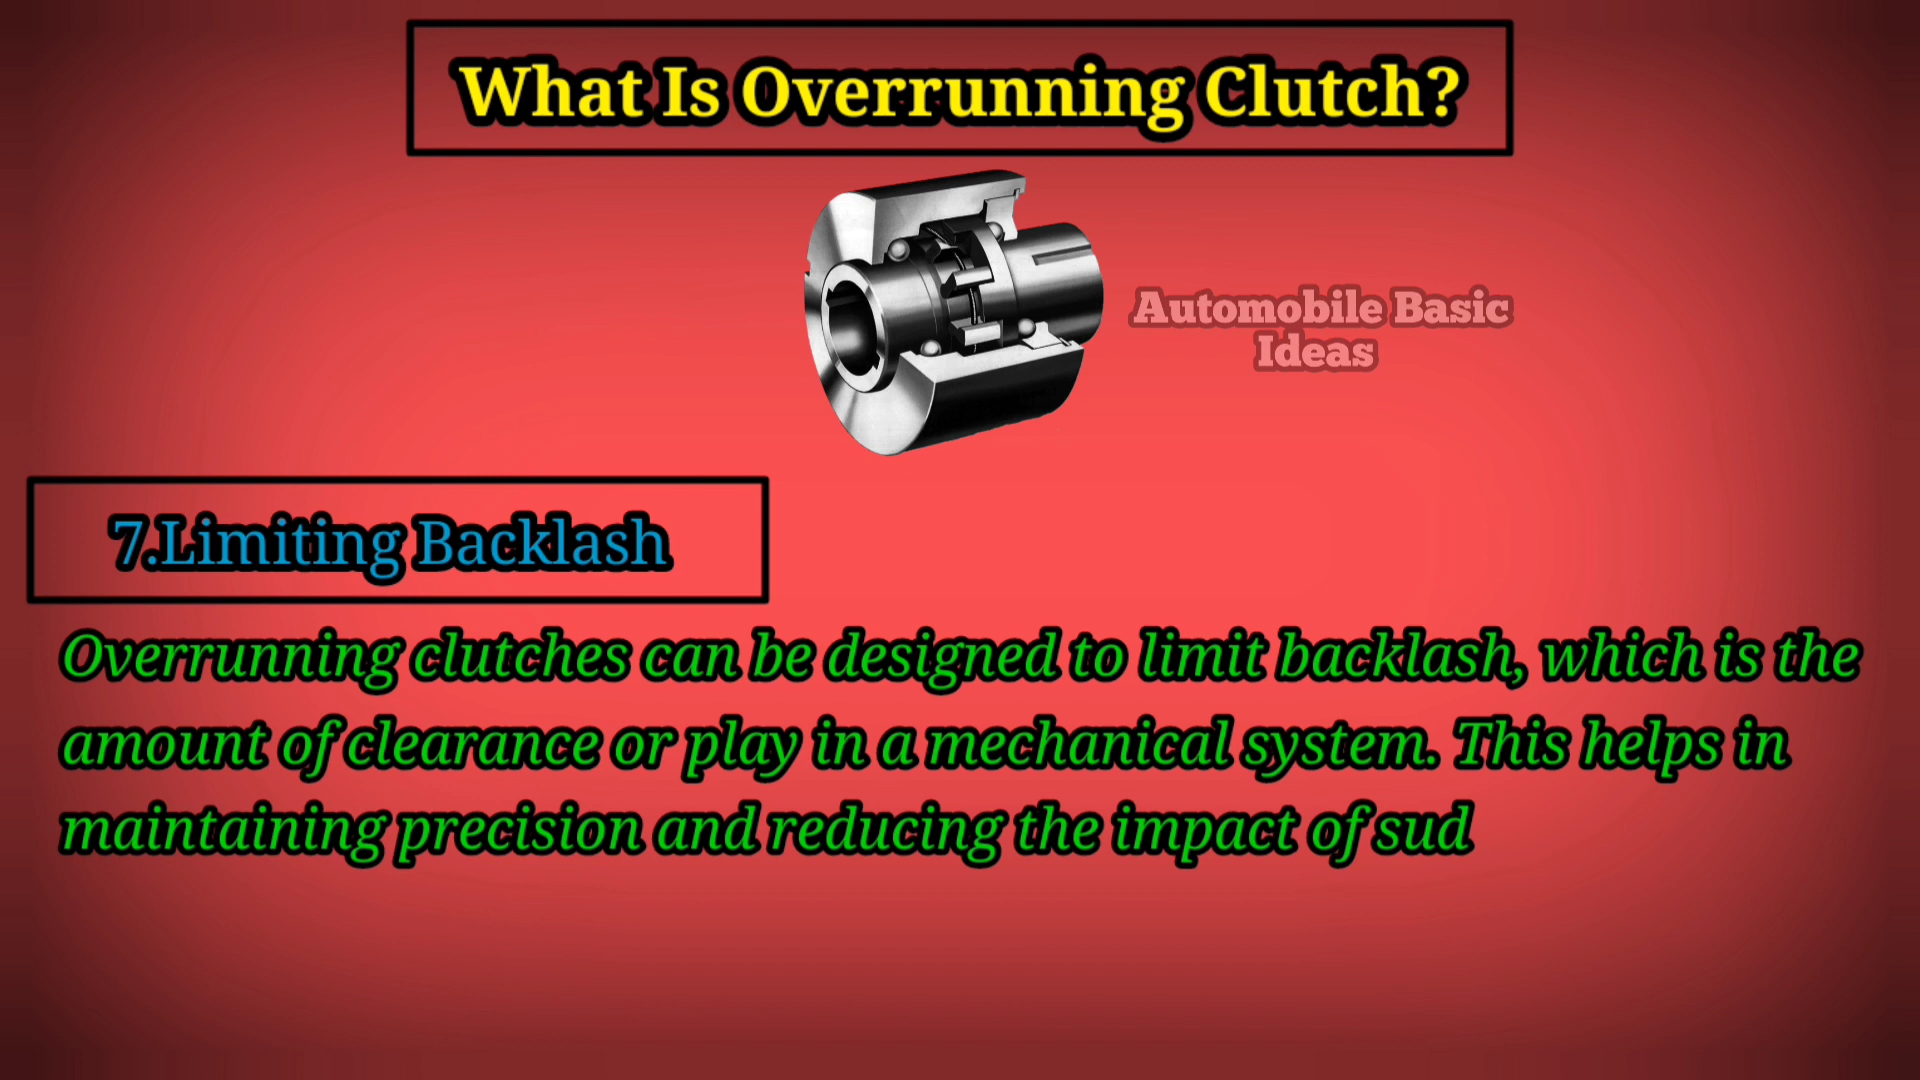 What Is Overrunning Clutch?
Automobile Basic
Ideas
7.Limiting Backlash
Overrunning clutches can be designed to limit backlash, which is the
amount of clearance or play in a mechanical system. This helps in
maintaining precision and reducing the impact of sud